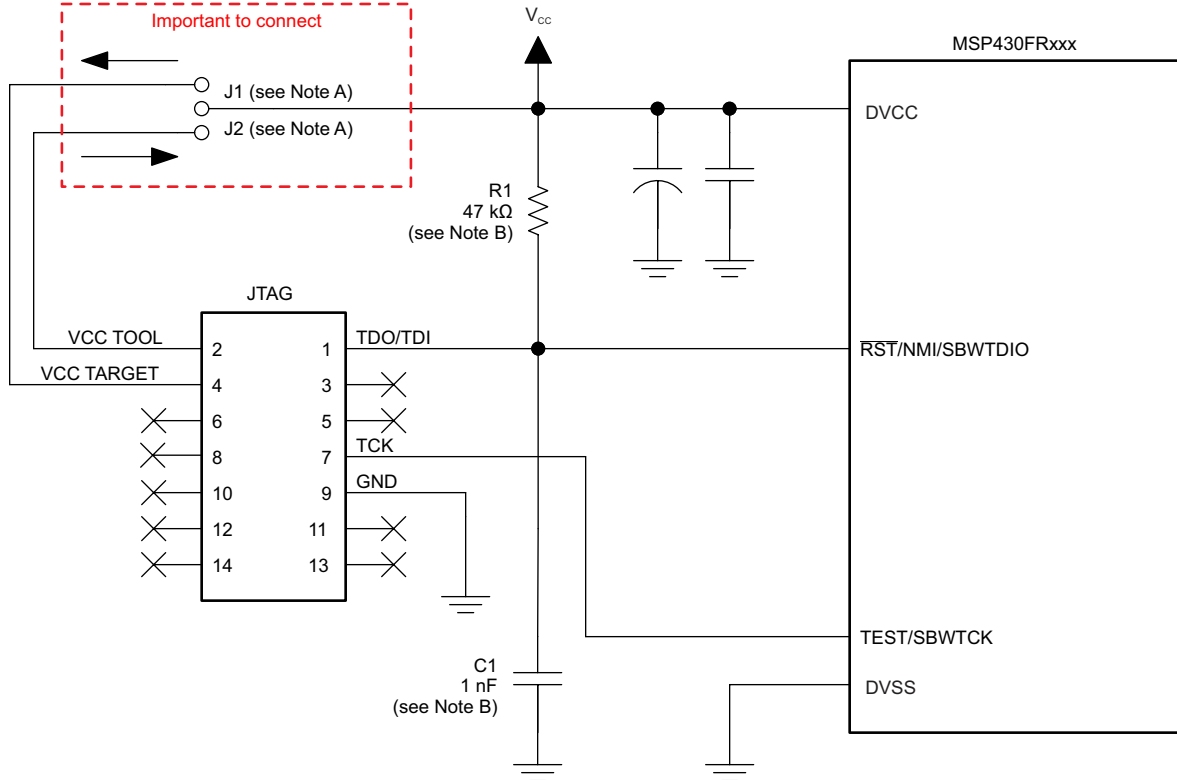 Important to connect
J1 (see Note A)
J2 (see Note A)
VCC
MSP430FRxxx
DVCC
R1
47 kΩ
(see Note B)
JTAG
VCC TOOL
2
1
TDO/TDI
RST/NMI/SBWTDIO
VCC TARGET
4
3
6
5
8
7
TCK
10
9
GND
12
11
14
13
TEST/SBWTCK
C1
1 nF
(see Note B)
DVSS